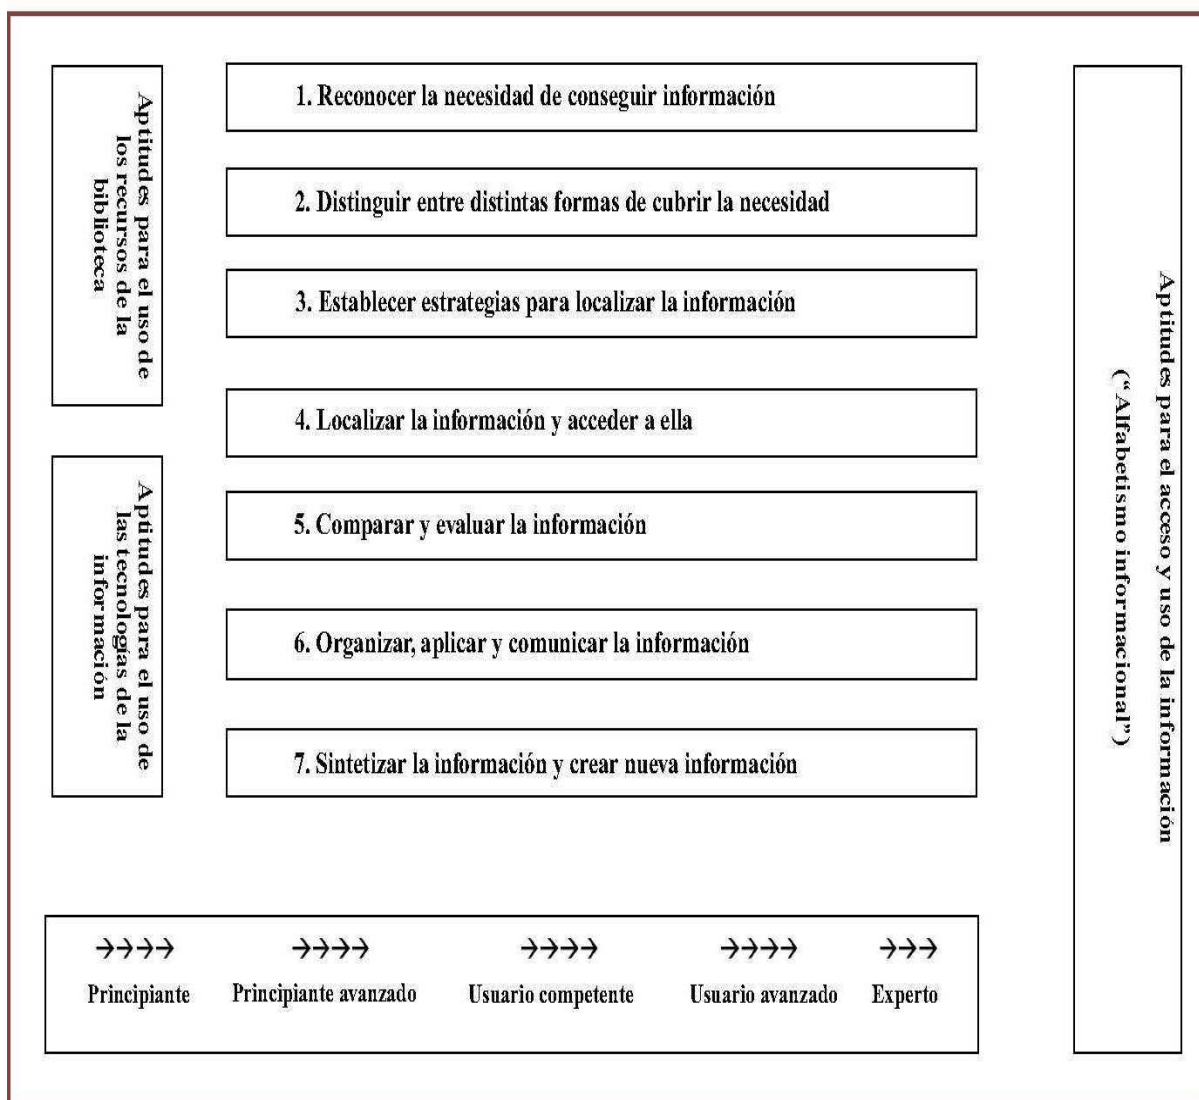 Aptitudes para el uso de
los recursos de la
biblioteca
1. Reconocer la necesidad de conseguir información
2. Distinguir entre distintas formas de cubrir la necesidad
3. Establecer estrategias para localizar la información
4. Localizar la información y acceder a ella
Aptitudes para el uso de
las tecnologías de la
información
5. Comparar y evaluar la información
6. Organizar, aplicar y comunicar la información
7. Sintetizar la información y crear nueva información
Aptitudes para el acceso y uso de la información
(“Alfabetismo informacional”)
→→→→ →→→→ →→→→ →→→→ →→→
Principiante Principiante avanzado Usuario competente Usuario avanzado Experto